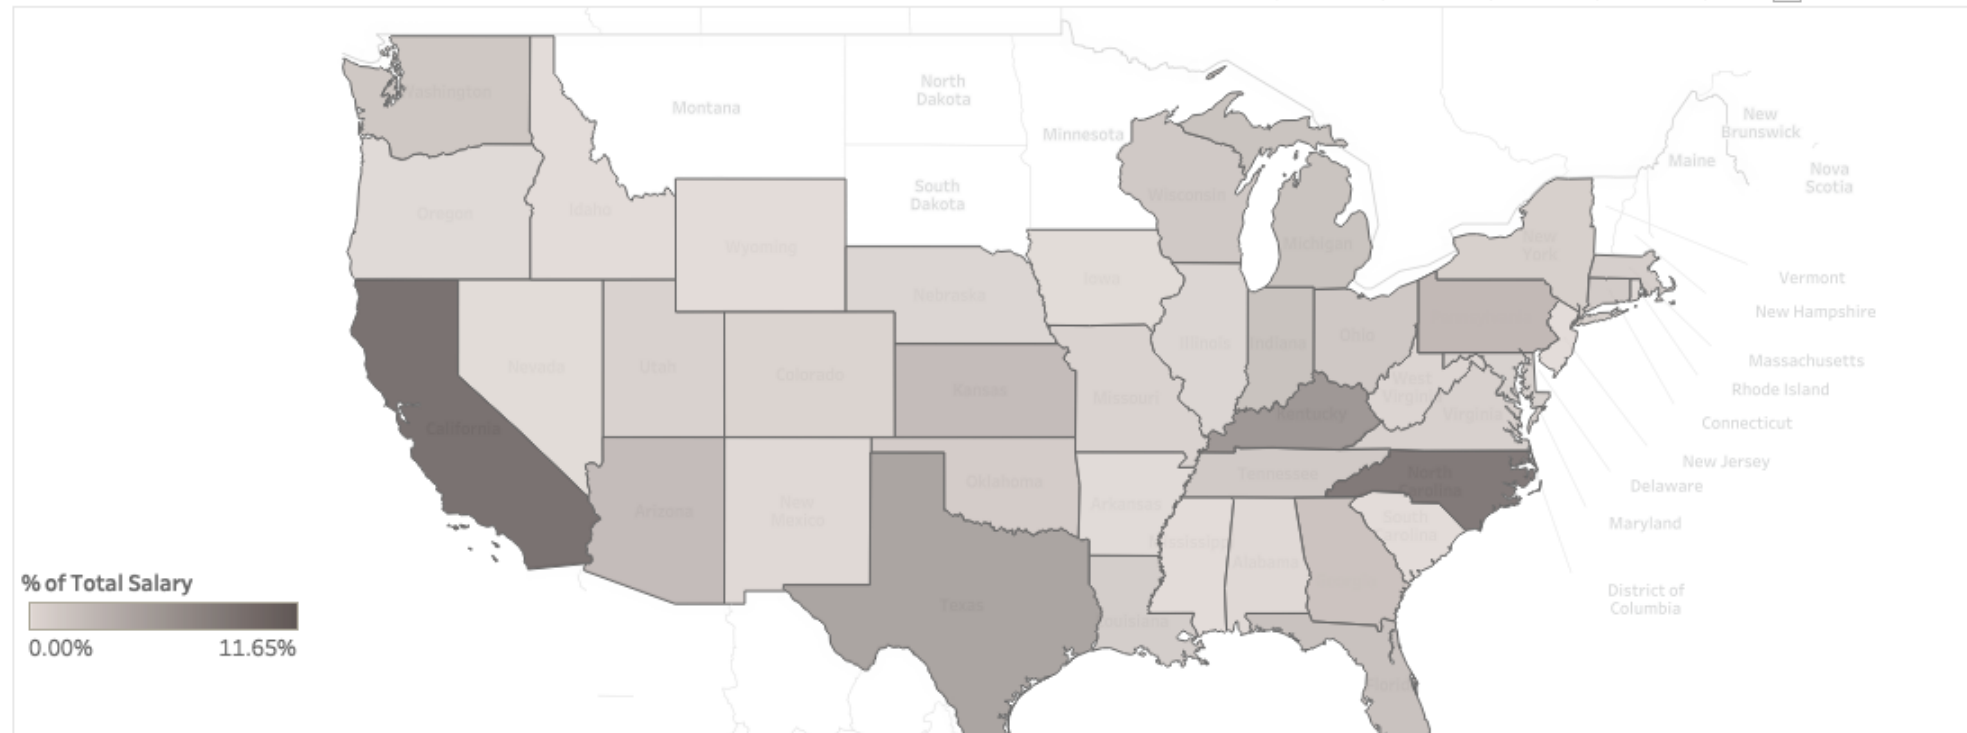 North
Dakota
Montana
Minnesota
South
Dakota
New
Brunswick
Maine
Nova
Scotia
Washington
Oregon
Idaho
Wyoming
Wisconsin
Michigan
New
York
Nebraska
Iowa
Vermont
New Hampshire
Nevada
Utah
Colorado
Kansas
Missouri
Illinois
Indiana
Ohio
West
Virginia
Virginia
Kentucky
Massachusetts
Rhode Island
Connecticut
New Jersey
Delaware
Maryland
District of
Columbia
California
Arizona
New
Mexico
Oklahoma
Arkansas
Tennessee
North
Carolina
South
Carolina
Mississippi
Alabama
Texas
Louisiana
Florida
% of Total Salary
0.00%
11.65%